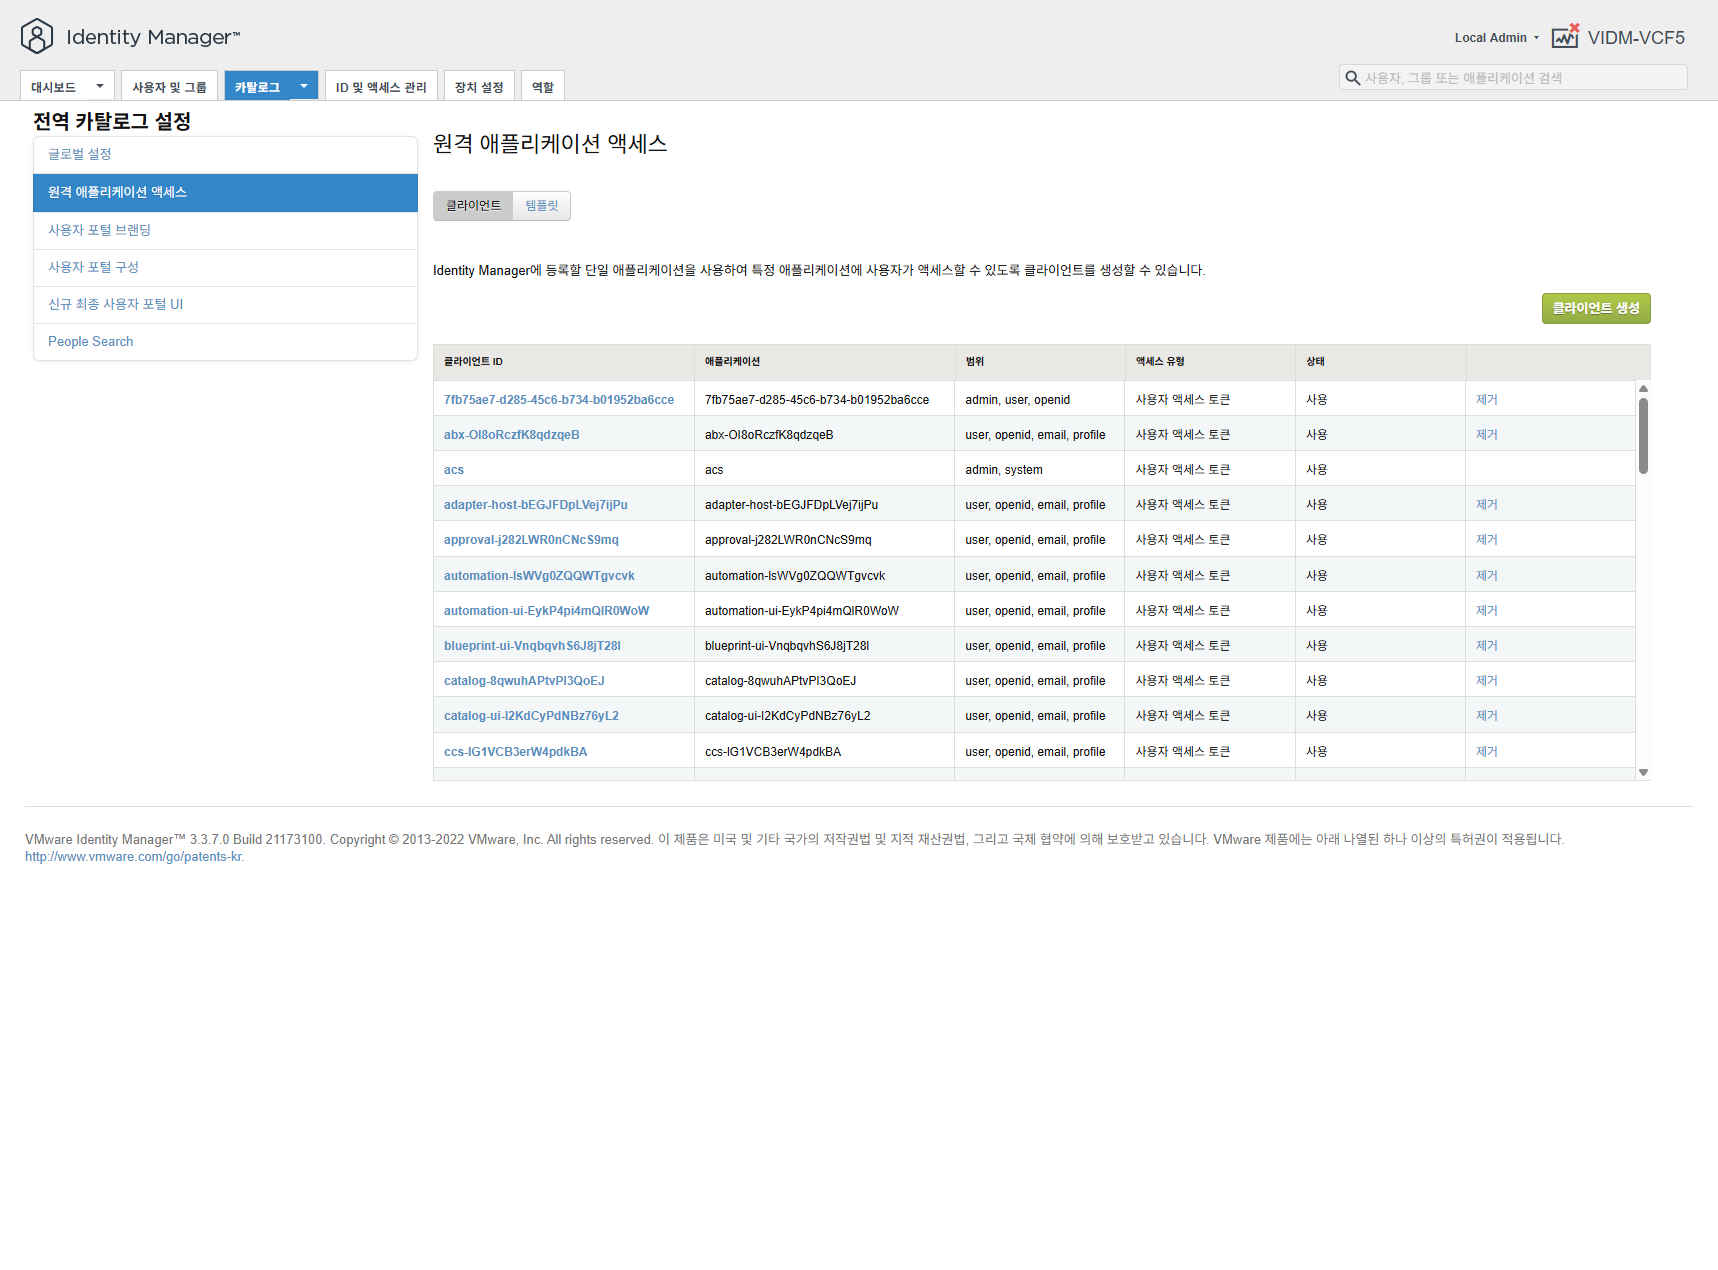 Identity Manager™
Local Admin
VIDM-VCF5
대시보드
사용자 및 그룹
카탈로그
ID 및 액세스 관리
장치 설정
역할
사용자, 그룹 또는 애플리케이션 검색
전역 카탈로그 설정
글로벌 설정
원격 애플리케이션 액세스
사용자 포털 브랜딩
사용자 포털 구성
신규 최종 사용자 포털 UI
People Search
원격 애플리케이션 액세스
클라이언트 템플릿
Identity Manager에 등록할 단일 애플리케이션을 사용하여 특정 애플리케이션에 사용자가 액세스할 수 있도록 클라이언트를 생성할 수 있습니다.
클라이언트 생성
클라이언트 ID 애플리케이션 범위 액세스 유형 상태
7fb75ae7-d285-45c6-b734-b01952ba6cce 7fb75ae7-d285-45c6-b734-b01952ba6cce admin, user, openid 사용자 액세스 토큰 사용 제거
abx-OI8oRczfK8qdzqeB abx-OI8oRczfK8qdzqeB user, openid, email, profile 사용자 액세스 토큰 사용 제거
acs acs admin, system 사용자 액세스 토큰 사용
adapter-host-bEGJFDpLVej7ijPu adapter-host-bEGJFDpLVej7ijPu user, openid, email, profile 사용자 액세스 토큰 사용 제거
approval-j282LWR0nCNcS9mq approval-j282LWR0nCNcS9mq user, openid, email, profile 사용자 액세스 토큰 사용 제거
automation-lsWVg0ZQQWTgvcvk automation-lsWVg0ZQQWTgvcvk user, openid, email, profile 사용자 액세스 토큰 사용 제거
automation-ui-EykP4pi4mQIR0WoW automation-ui-EykP4pi4mQIR0WoW user, openid, email, profile 사용자 액세스 토큰 사용 제거
blueprint-ui-VnqbqvhS6J8jT28l blueprint-ui-VnqbqvhS6J8jT28l user, openid, email, profile 사용자 액세스 토큰 사용 제거
catalog-8qwuhAPtvPl3QoEJ catalog-8qwuhAPtvPl3QoEJ user, openid, email, profile 사용자 액세스 토큰 사용 제거
catalog-ui-l2KdCyPdNBz76yL2 catalog-ui-l2KdCyPdNBz76yL2 user, openid, email, profile 사용자 액세스 토큰 사용 제거
ccs-lG1VCB3erW4pdkBA ccs-lG1VCB3erW4pdkBA user, openid, email, profile 사용자 액세스 토큰 사용 제거
VMware Identity Manager™ 3.3.7.0 Build 21173100. Copyright © 2013-2022 VMware, Inc. All rights reserved. 이 제품은 미국 및 기타 국가의 저작권법 및 지적 재산권법, 그리고 국제 협약에 의해 보호받고 있습니다. VMware 제품에는 아래 나열된 하나 이상의 특허권이 적용됩니다.
http://www.vmware.com/go/patents-kr.